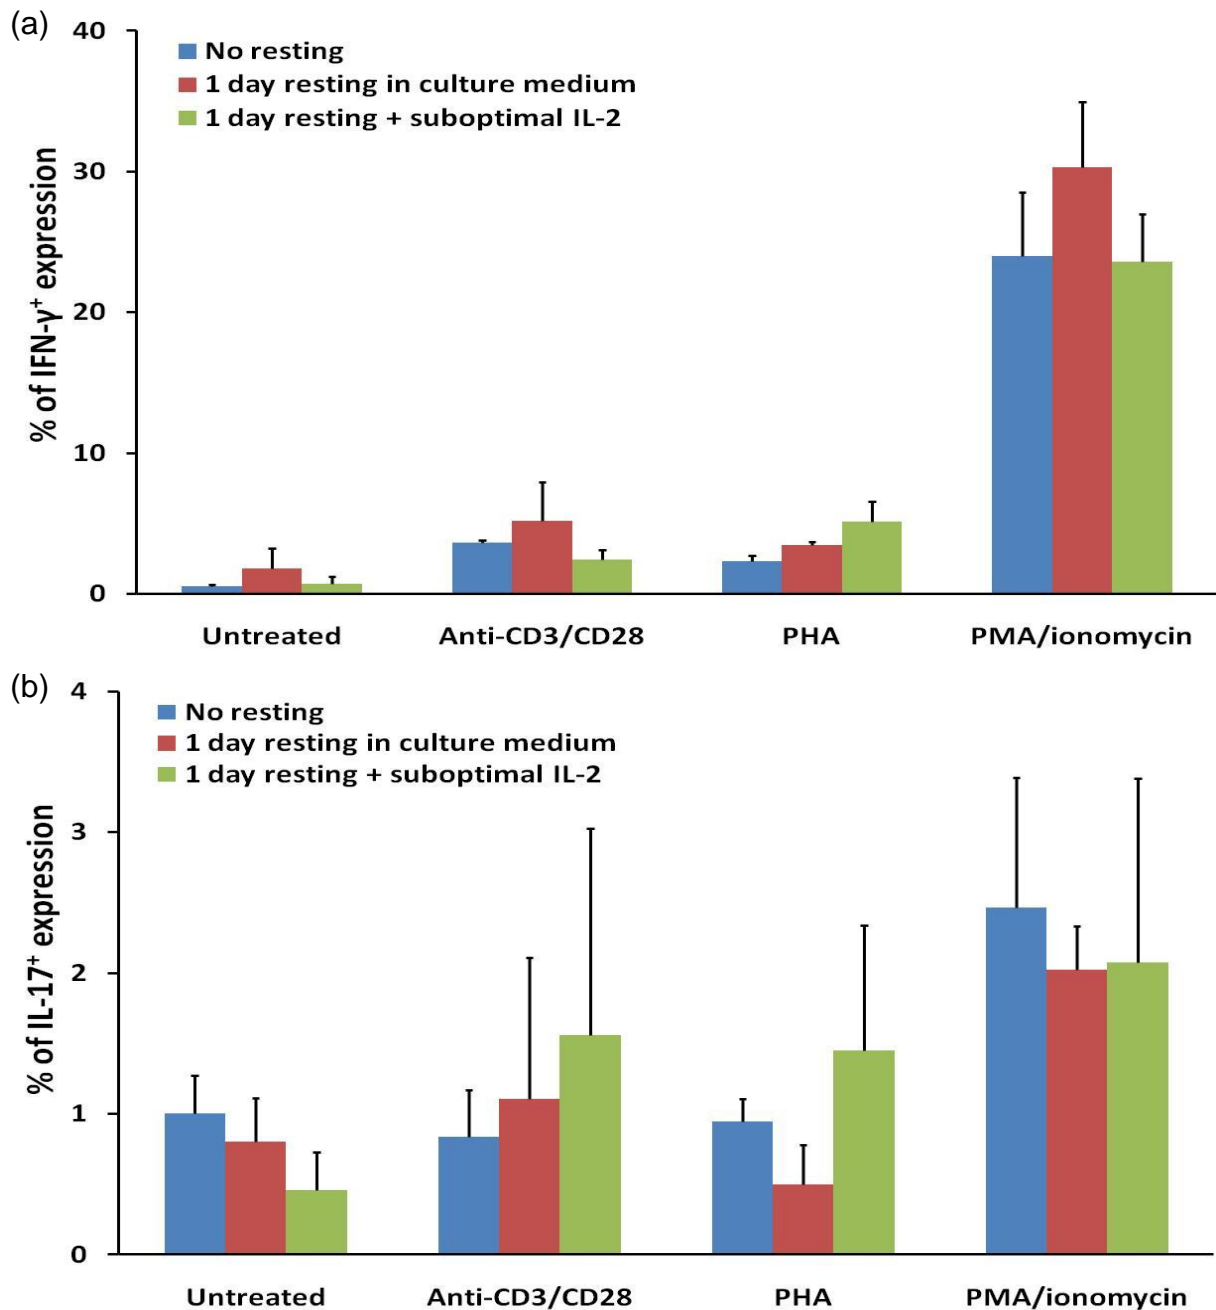 (a)
40
No resting
1 day resting in culture medium
1 day resting + suboptimal IL-2
30
% of IFN-γ⁺ expression
20
10
0
Untreated Anti-CD3/CD28 PHA PMA/ionomycin
(b)
4
No resting
1 day resting in culture medium
1 day resting + suboptimal IL-2
3
% of IL-17⁺ expression
2
1
0
Untreated Anti-CD3/CD28 PHA PMA/ionomycin